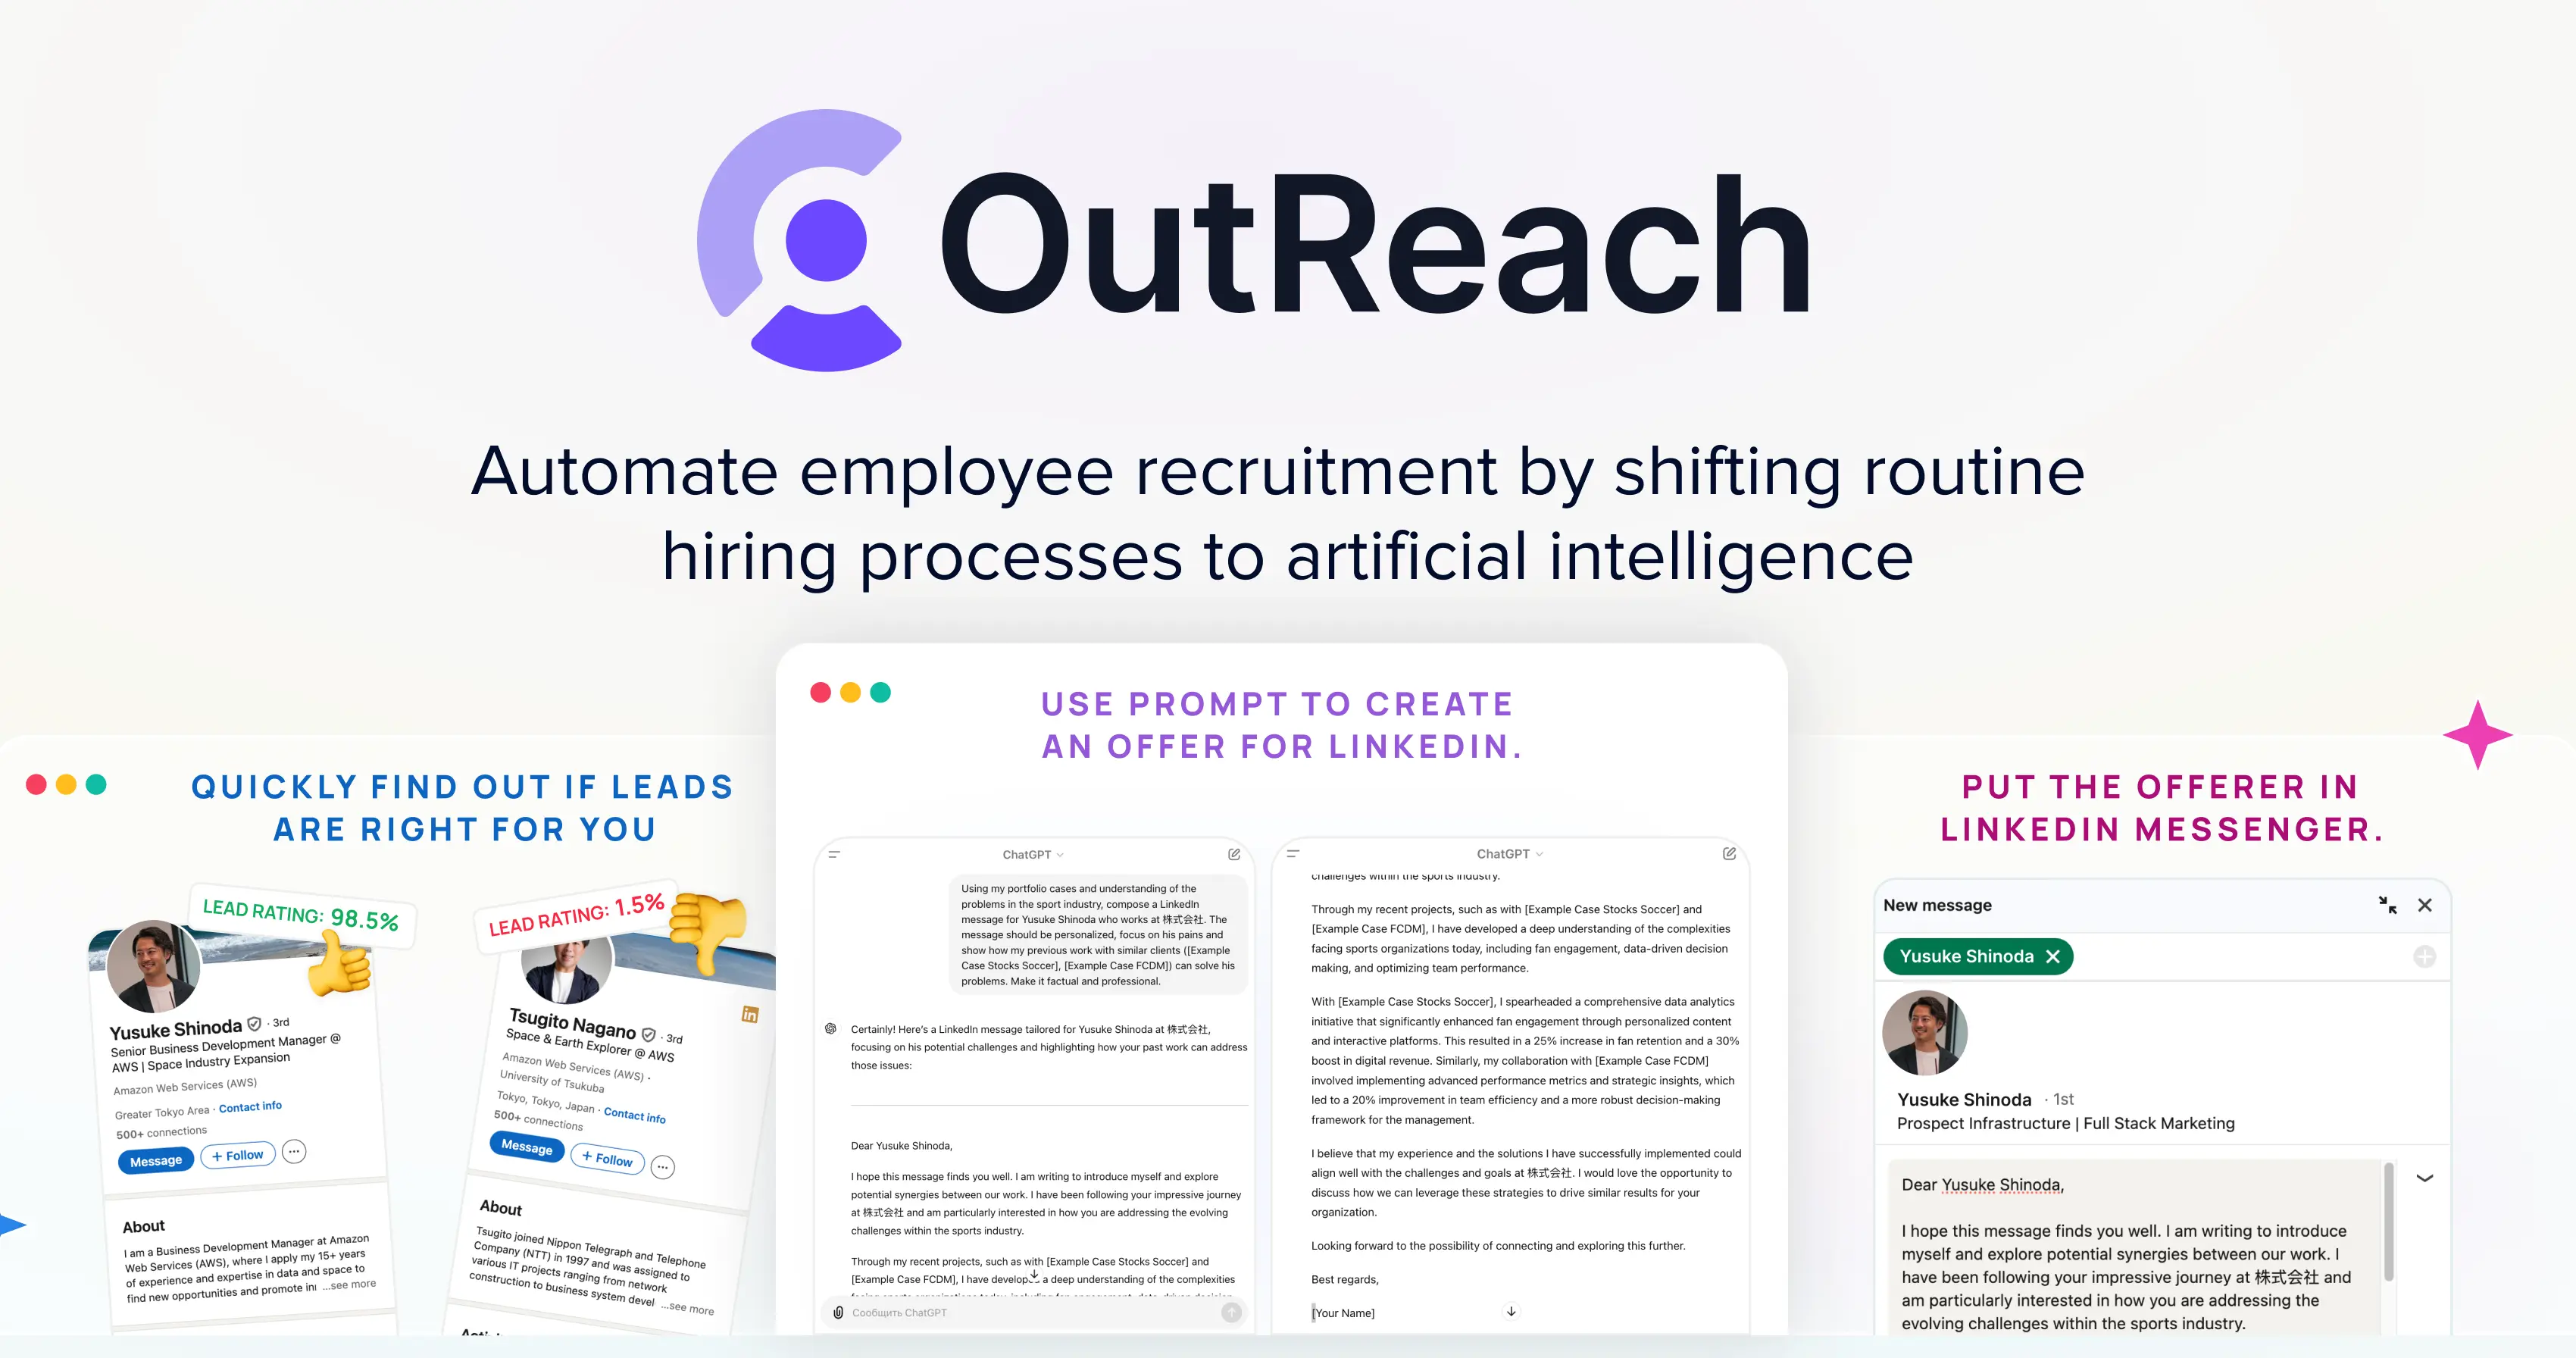 OutReach
Automate employee recruitment by shifting routine
hiring processes to artificial intelligence
QUICKLY FIND OUT IF LEADS
ARE RIGHT FOR YOU
LEAD RATING: 98.5%
Yusuke Shinoda · 3rd
Senior Business Development Manager @
AWS | Space Industry Expansion
Amazon Web Services (AWS)
Greater Tokyo Area · Contact info
500+ connections
Message
+ Follow
About
I am a Business Development Manager at Amazon
Web Services (AWS), where I apply my 15+ years
of experience and expertise in data and space to
find new opportunities and promote ...see more
LEAD RATING: 1.5%
in
Tsugito Nagano · 3rd
Space & Earth Explorer @ AWS
Amazon Web Services (AWS) ·
University of Tsukuba
Tokyo, Tokyo, Japan · Contact info
500+ connections
Message
+ Follow
About
Tsugito joined Nippon Telegraph and Telephone
Company (NTT) in 1997 and was assigned to
various IT projects ranging from network
construction to business system devel ...see more
USE PROMPT TO CREATE
AN OFFER FOR LINKEDIN.
ChatGPT
Using my portfolio cases and understanding of the
problems in the sport industry, compose a LinkedIn
message for Yusuke Shinoda who works at 株式会社. The
message should be personalized, focus on his pains and
show how my previous work with similar clients ([Example
Case Stocks Soccer], [Example Case FCDM]) can solve his
problems. Make it factual and professional.
Certainly! Here's a LinkedIn message tailored for Yusuke Shinoda at 株式会社,
focusing on his potential challenges and highlighting how your past work can address
those issues:
Dear Yusuke Shinoda,
I hope this message finds you well. I am writing to introduce myself and explore
potential synergies between our work. I have been following your impressive journey
at 株式会社 and am particularly interested in how you are addressing the evolving
challenges within the sports industry.
Through my recent projects, such as with [Example Case Stocks Soccer] and
[Example Case FCDM], I have a deep understanding of the complexities
Сообщить ChatGPT
ChatGPT
challenges within the sports industry.
Through my recent projects, such as with [Example Case Stocks Soccer] and
[Example Case FCDM], I have developed a deep understanding of the complexities
facing sports organizations today, including fan engagement, data-driven decision
making, and optimizing team performance.
With [Example Case Stocks Soccer], I spearheaded a comprehensive data analytics
initiative that significantly enhanced fan engagement through personalized content
and interactive platforms. This resulted in a 25% increase in fan retention and a 30%
boost in digital revenue. Similarly, my collaboration with [Example Case FCDM]
involved implementing advanced performance metrics and strategic insights, which
led to a 20% improvement in team efficiency and a more robust decision-making
framework for the management.
I believe that my experience and the solutions I have successfully implemented could
align well with the challenges and goals at 株式会社. I would love the opportunity to
discuss how we can leverage these strategies to drive similar results for your
organization.
Looking forward to the possibility of connecting and exploring this further.
Best regards,
[Your Name]
PUT THE OFFERER IN
LINKEDIN MESSENGER.
New message
Yusuke Shinoda
Yusuke Shinoda · 1st
Prospect Infrastructure | Full Stack Marketing
Dear Yusuke Shinoda,
I hope this message finds you well. I am writing to introduce
myself and explore potential synergies between our work. I
have been following your impressive journey at 株式会社 and
am particularly interested in how you are addressing the
evolving challenges within the sports industry.